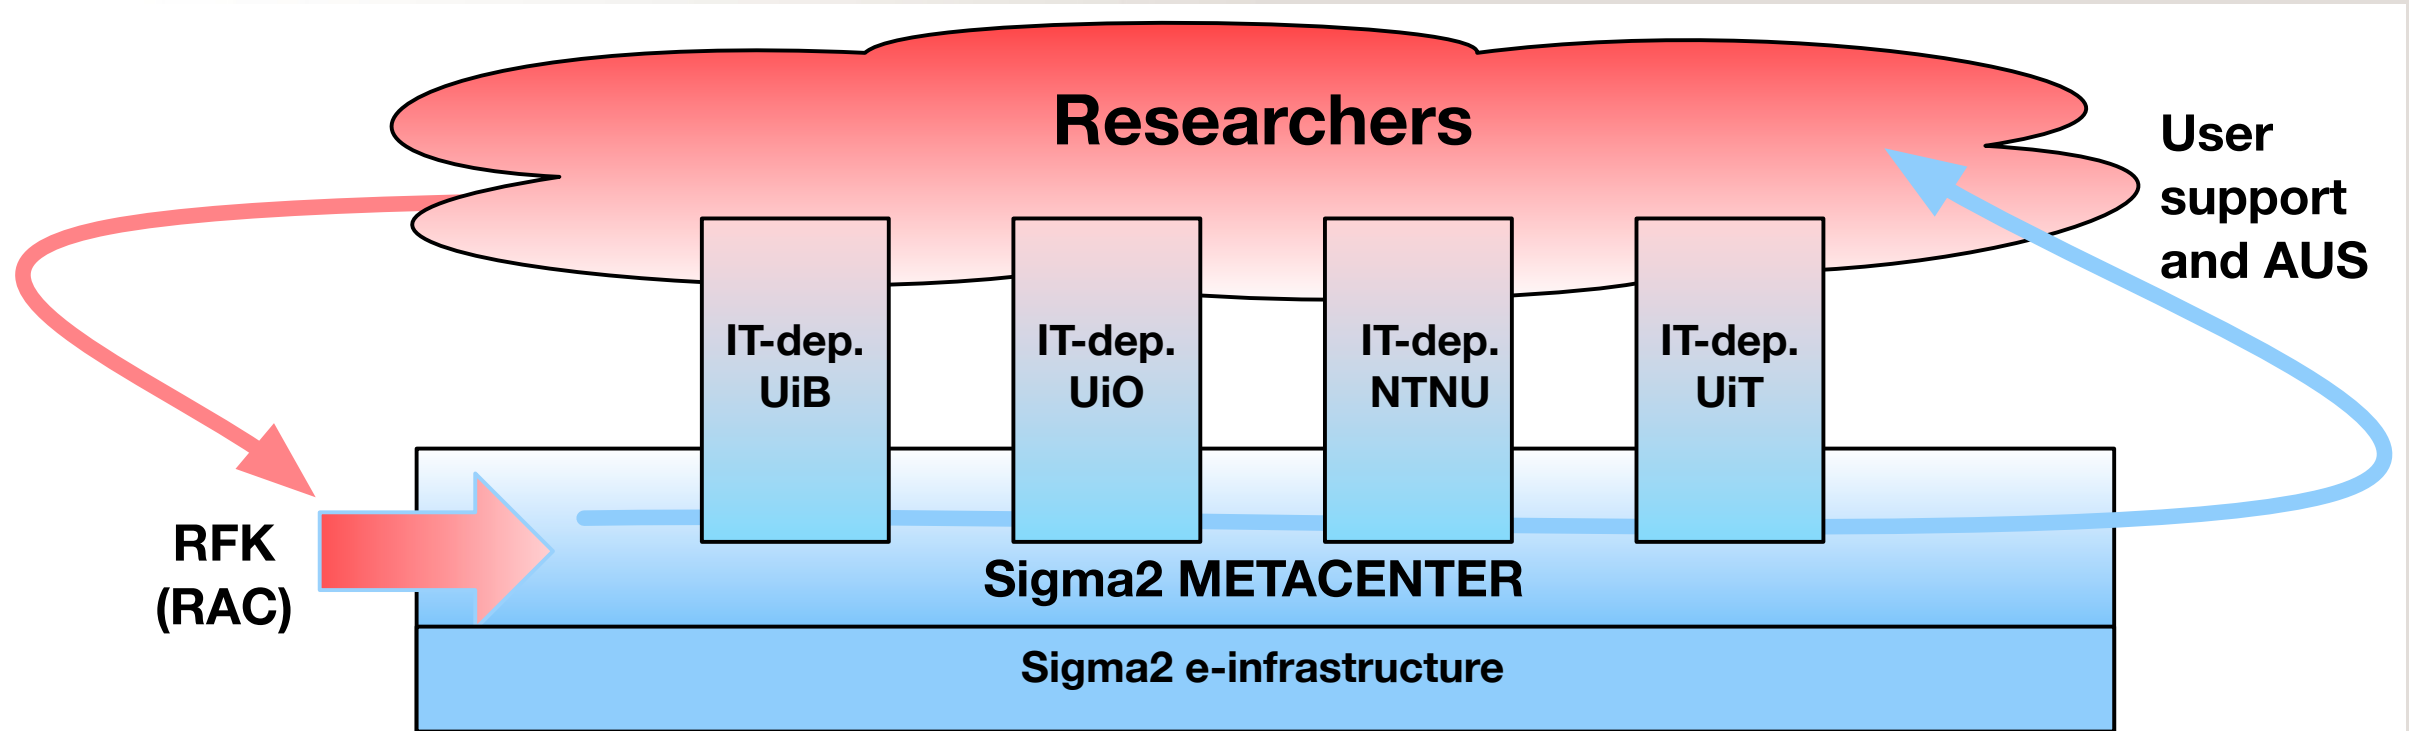 Researchers
User
support
and AUS
IT-dep.
UiB
IT-dep.
UiO
IT-dep.
NTNU
IT-dep.
UiT
RFK
(RAC)
Sigma2 METACENTER
Sigma2 e-infrastructure